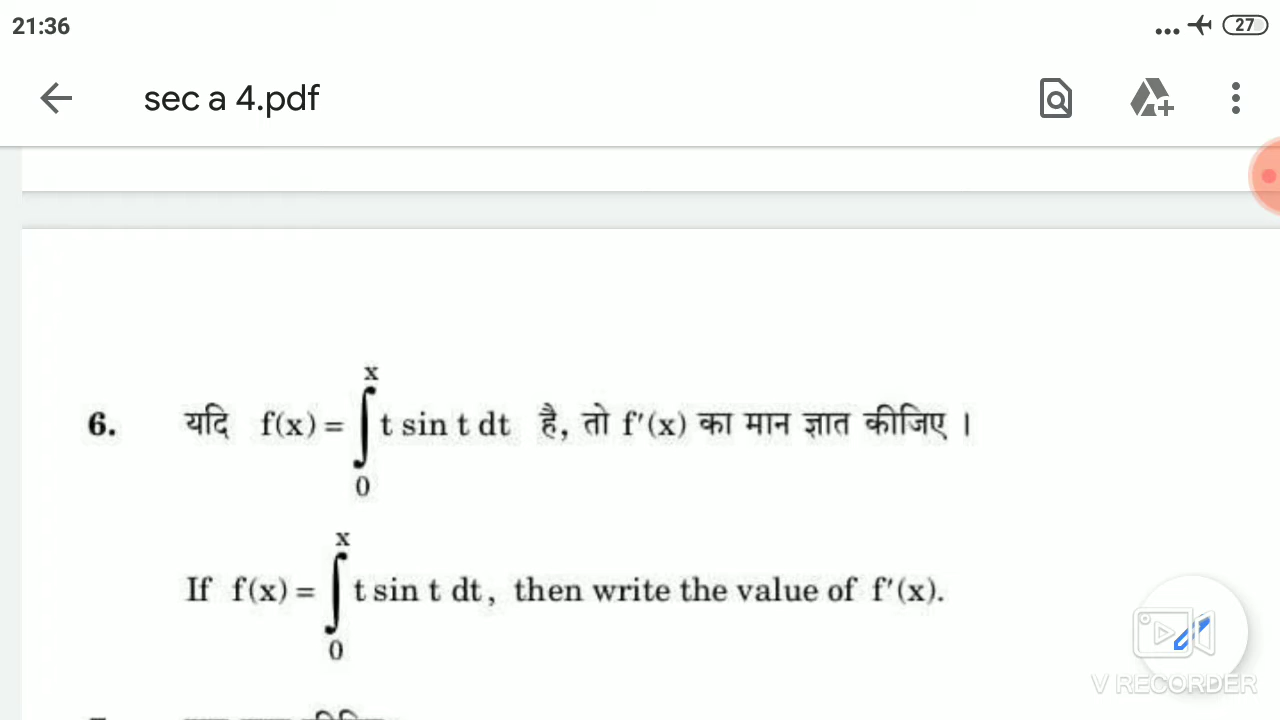 21:36
27
sec a 4.pdf
6. यदि f(x) = ∫₀ˣ t sin t dt है, तो f′(x) का मान ज्ञात कीजिए ।
If f(x) = ∫₀ˣ t sin t dt, then write the value of f′(x).
V RECORDER